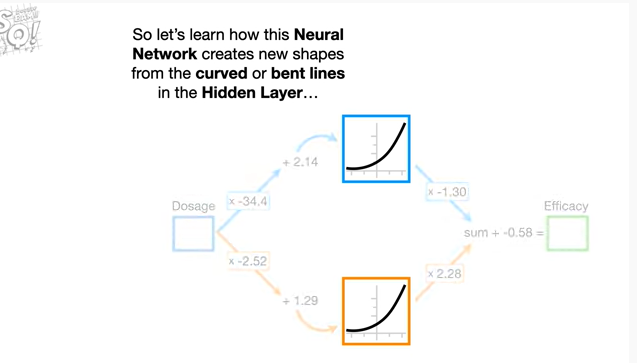 SQ!
So let's learn how this Neural
Network creates new shapes
from the curved or bent lines
in the Hidden Layer...
+ 2.14
x -1.30
x -34.4
Dosage
Efficacy
sum + -0.58 =
x -2.52
x 2.28
+ 1.29